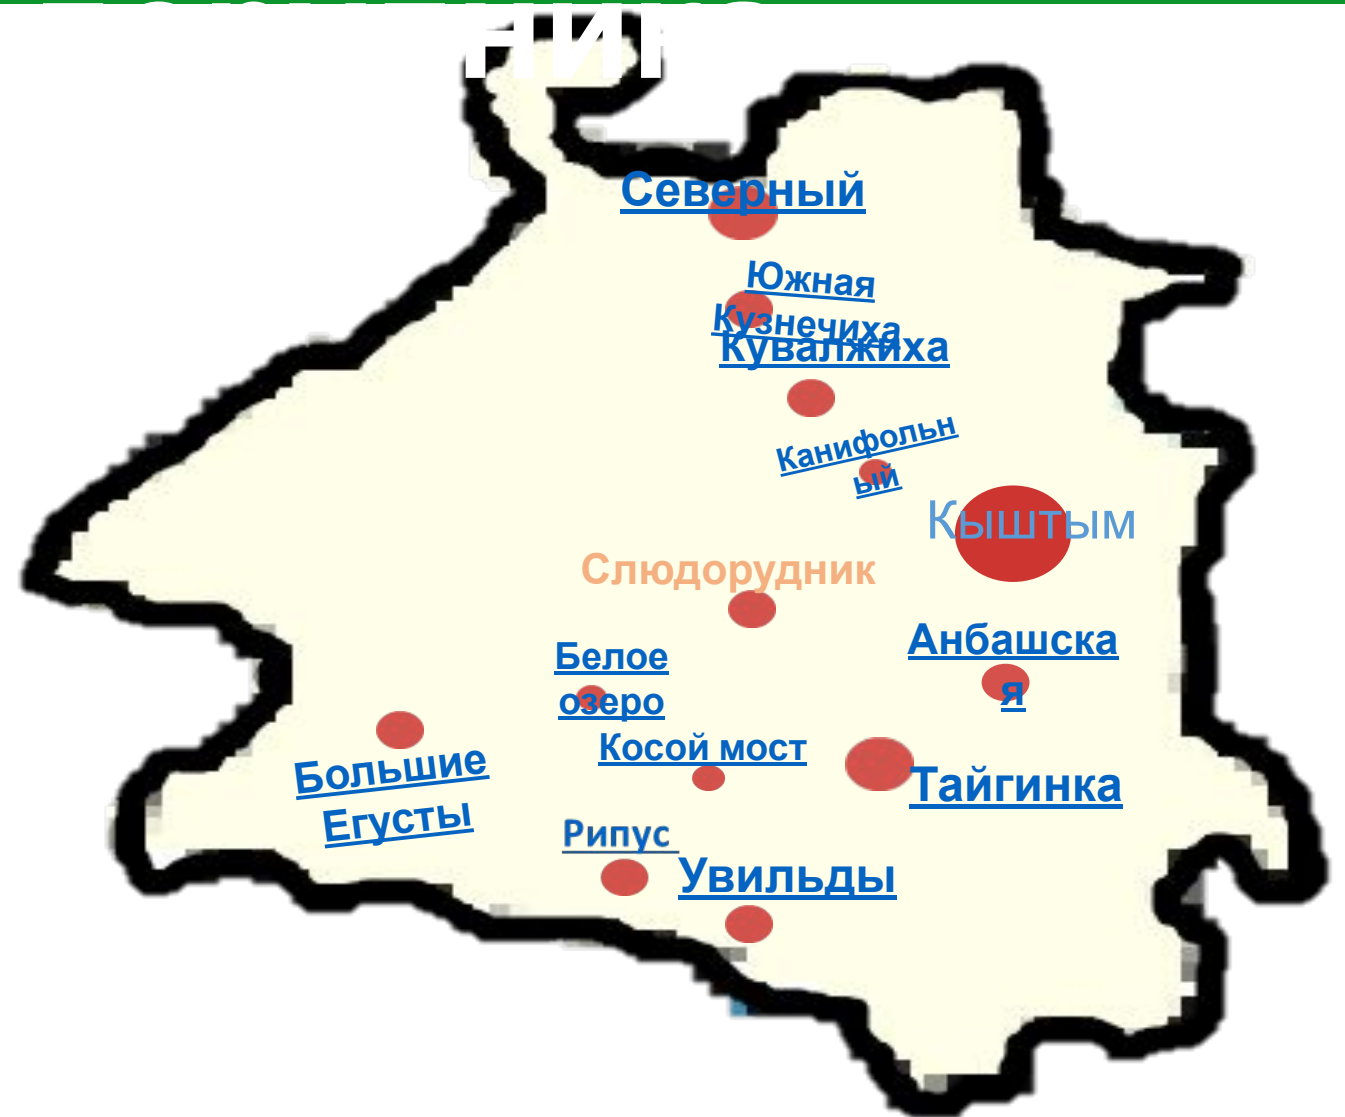 Северный
Южная
Кузнечиха
Кувалжиха
Канифольн
ый
Кыштым
Слюдорудник
Анбашска
я
Белое
озеро
Косой мост
Большие
Егусты
Тайгинка
Рипус
Увильды